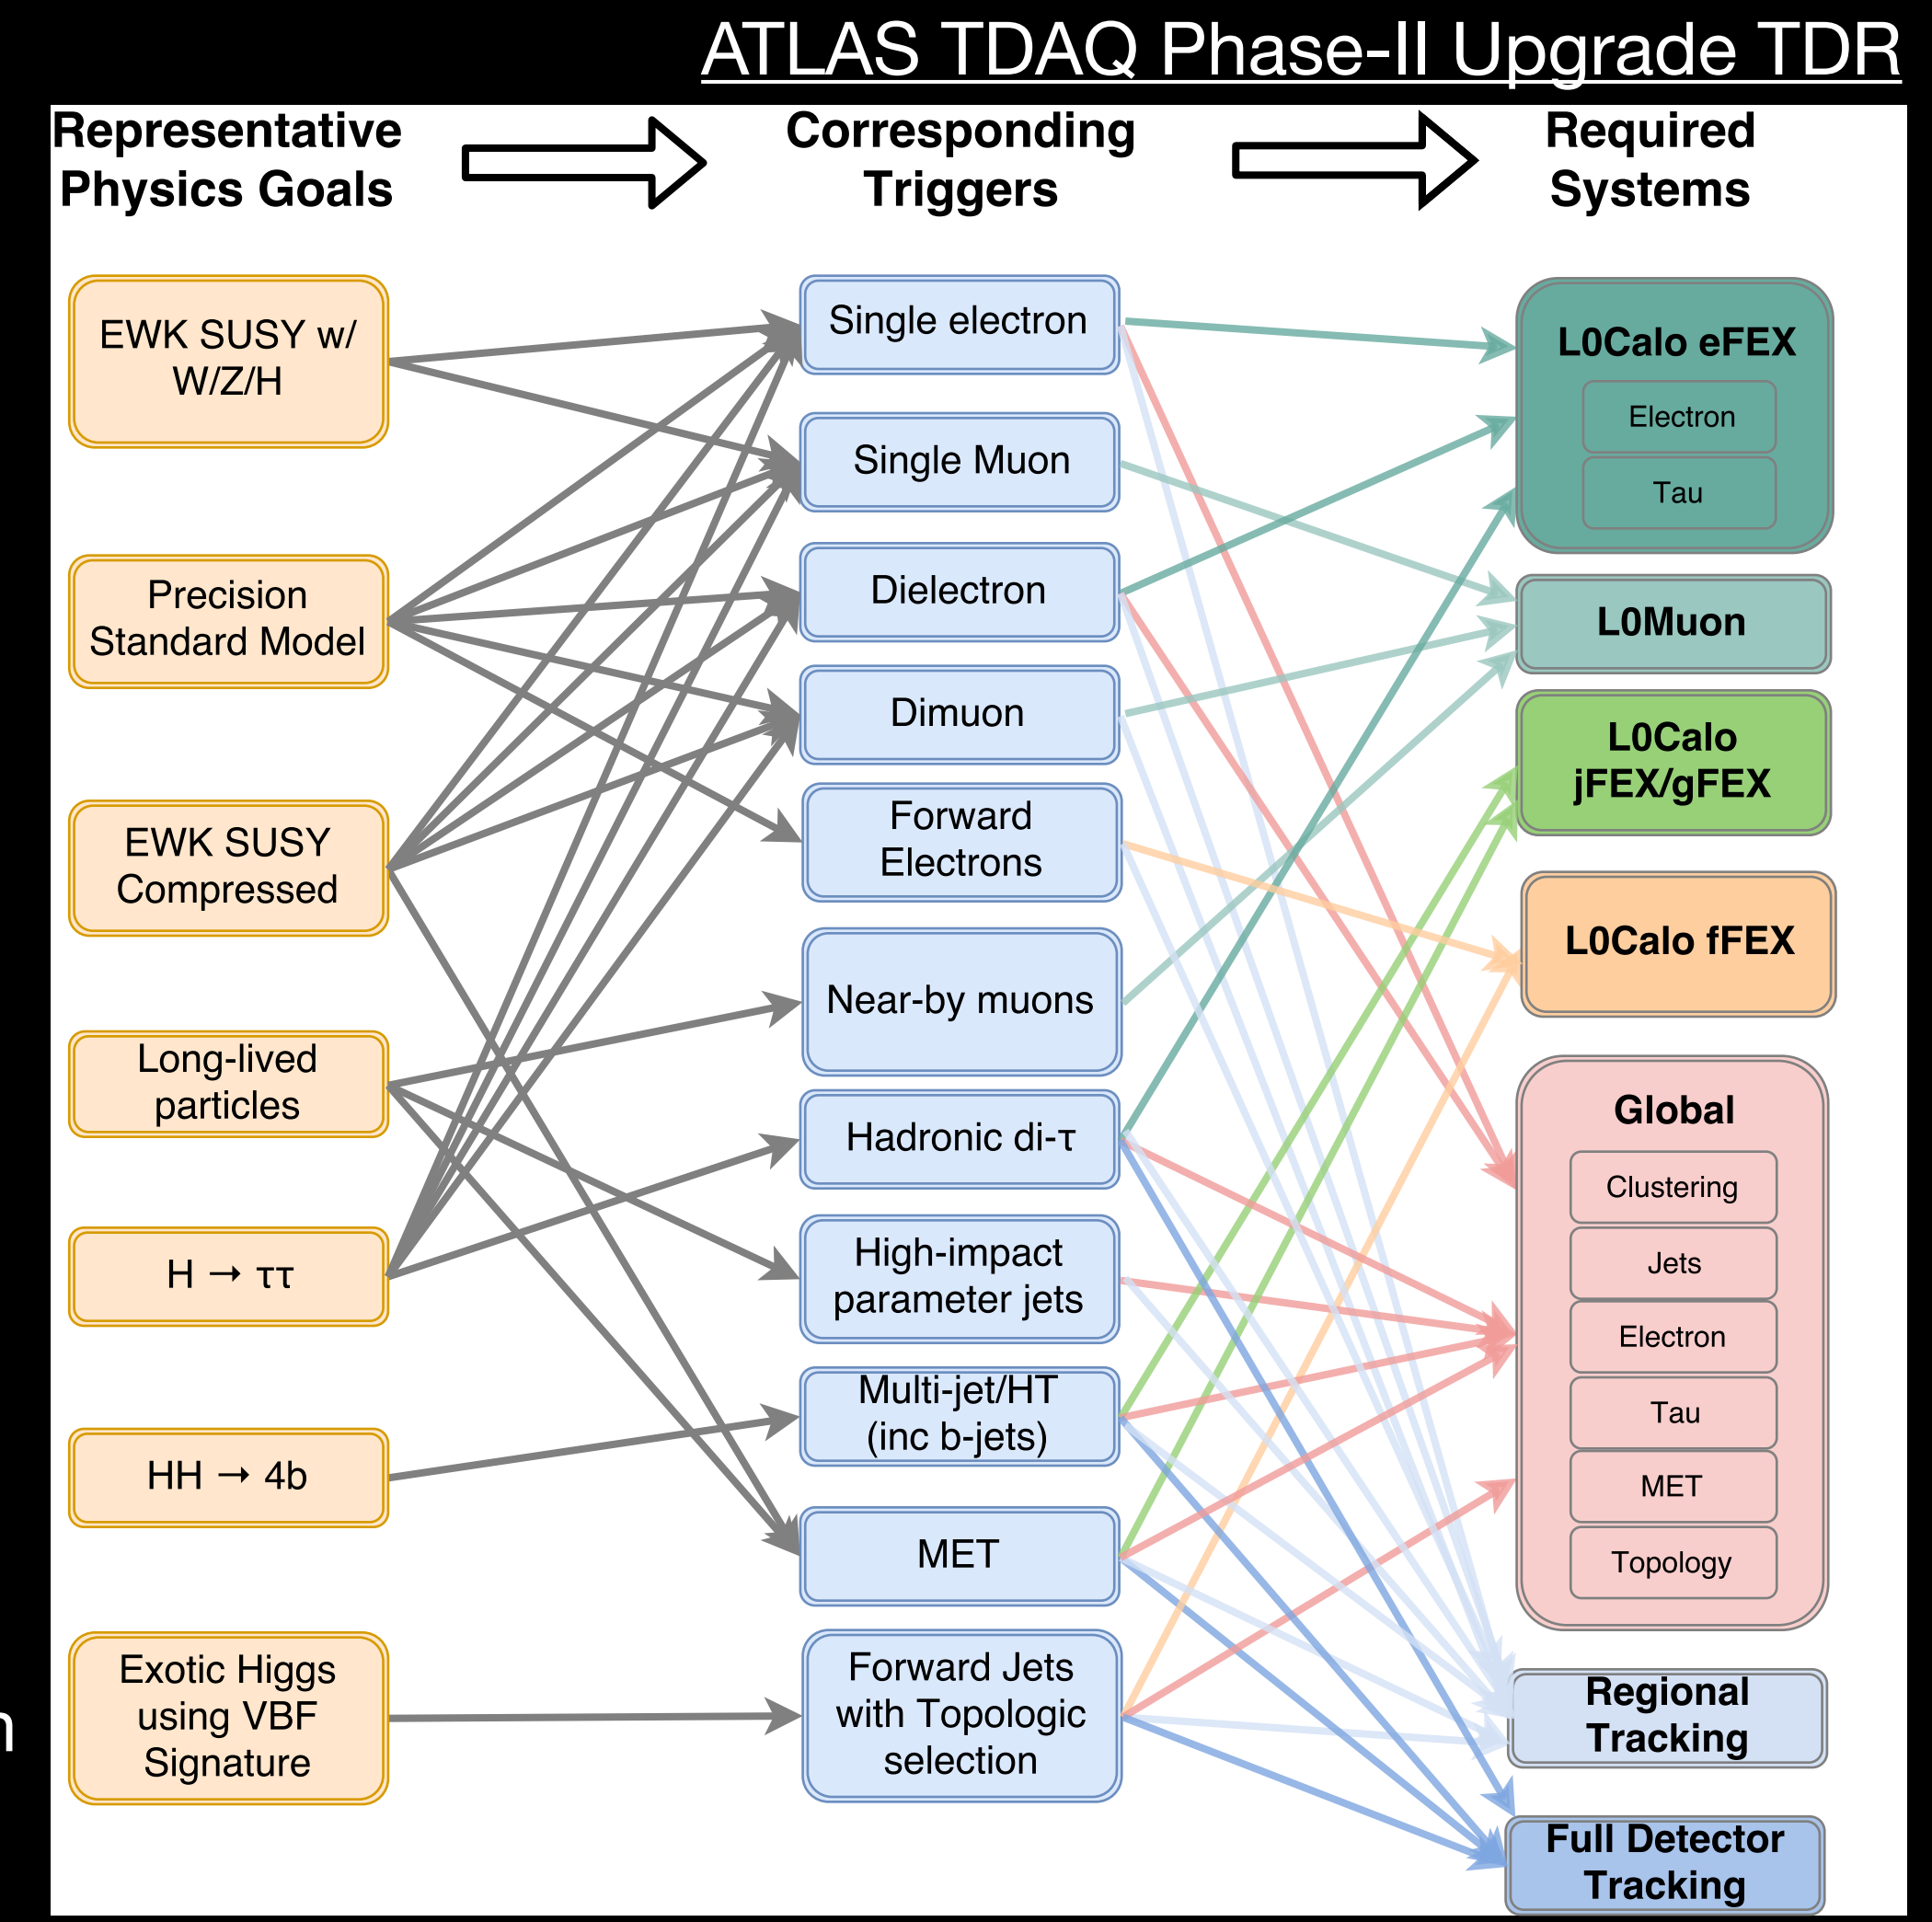 ATLAS TDAQ Phase-II Upgrade TDR
Representative
Physics Goals
Corresponding
Triggers
Required
Systems
EWK SUSY w/
W/Z/H
Precision
Standard Model
EWK SUSY
Compressed
Long-lived
particles
H → ττ
HH → 4b
Exotic Higgs
using VBF
Signature
Single electron
Single Muon
Dielectron
Dimuon
Forward
Electrons
Near-by muons
Hadronic di-τ
High-impact
parameter jets
Multi-jet/HT
(inc b-jets)
MET
Forward Jets
with Topologic
selection
L0Calo eFEX
Electron
Tau
L0Muon
L0Calo
jFEX/gFEX
L0Calo fFEX
Global
Clustering
Jets
Electron
Tau
MET
Topology
Regional
Tracking
Full Detector
Tracking